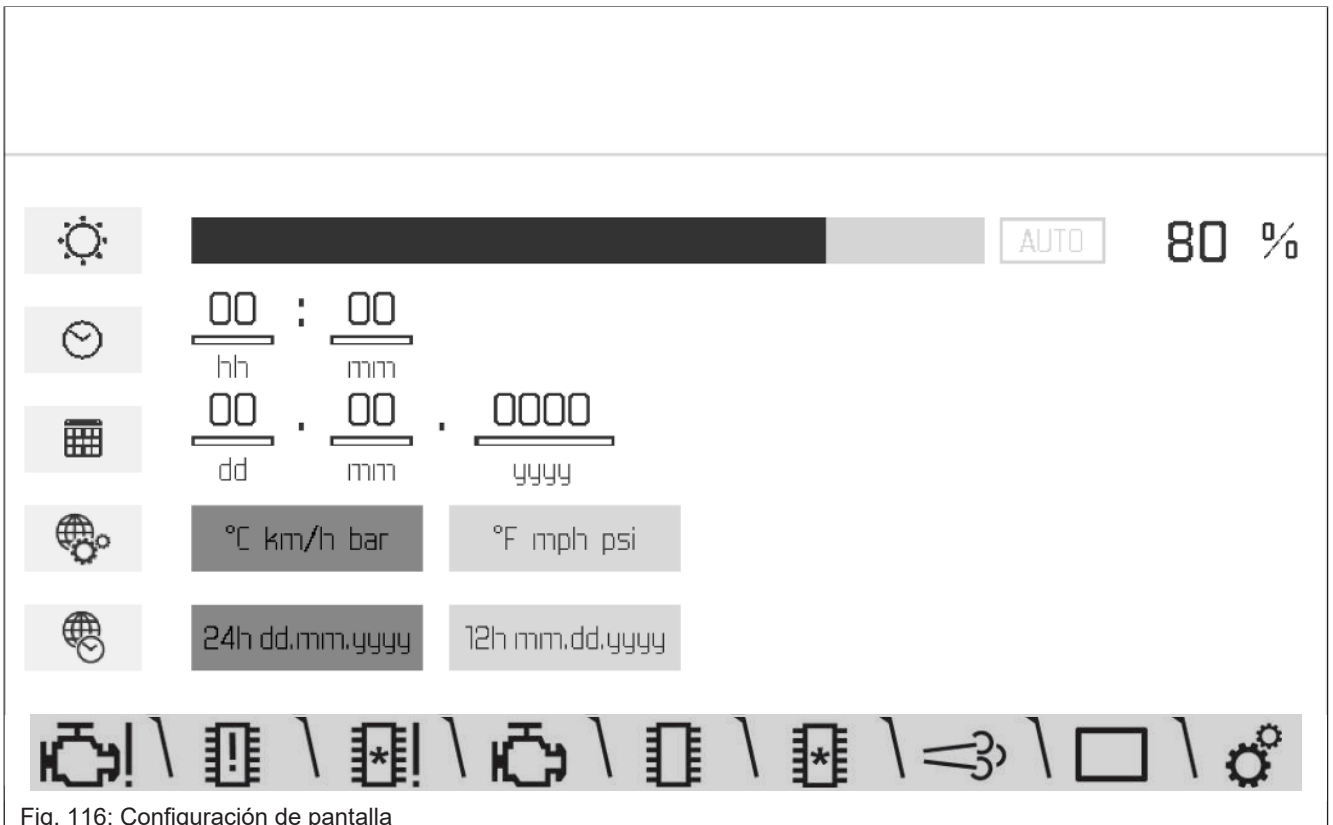 AUTO 80 %
00 : 00
hh mm
00 . 00 . 0000
dd mm yyyy
°C km/h bar °F mph psi
24h dd.mm.yyyy 12h mm.dd.yyyy
Fig. 116: Configuración de pantalla